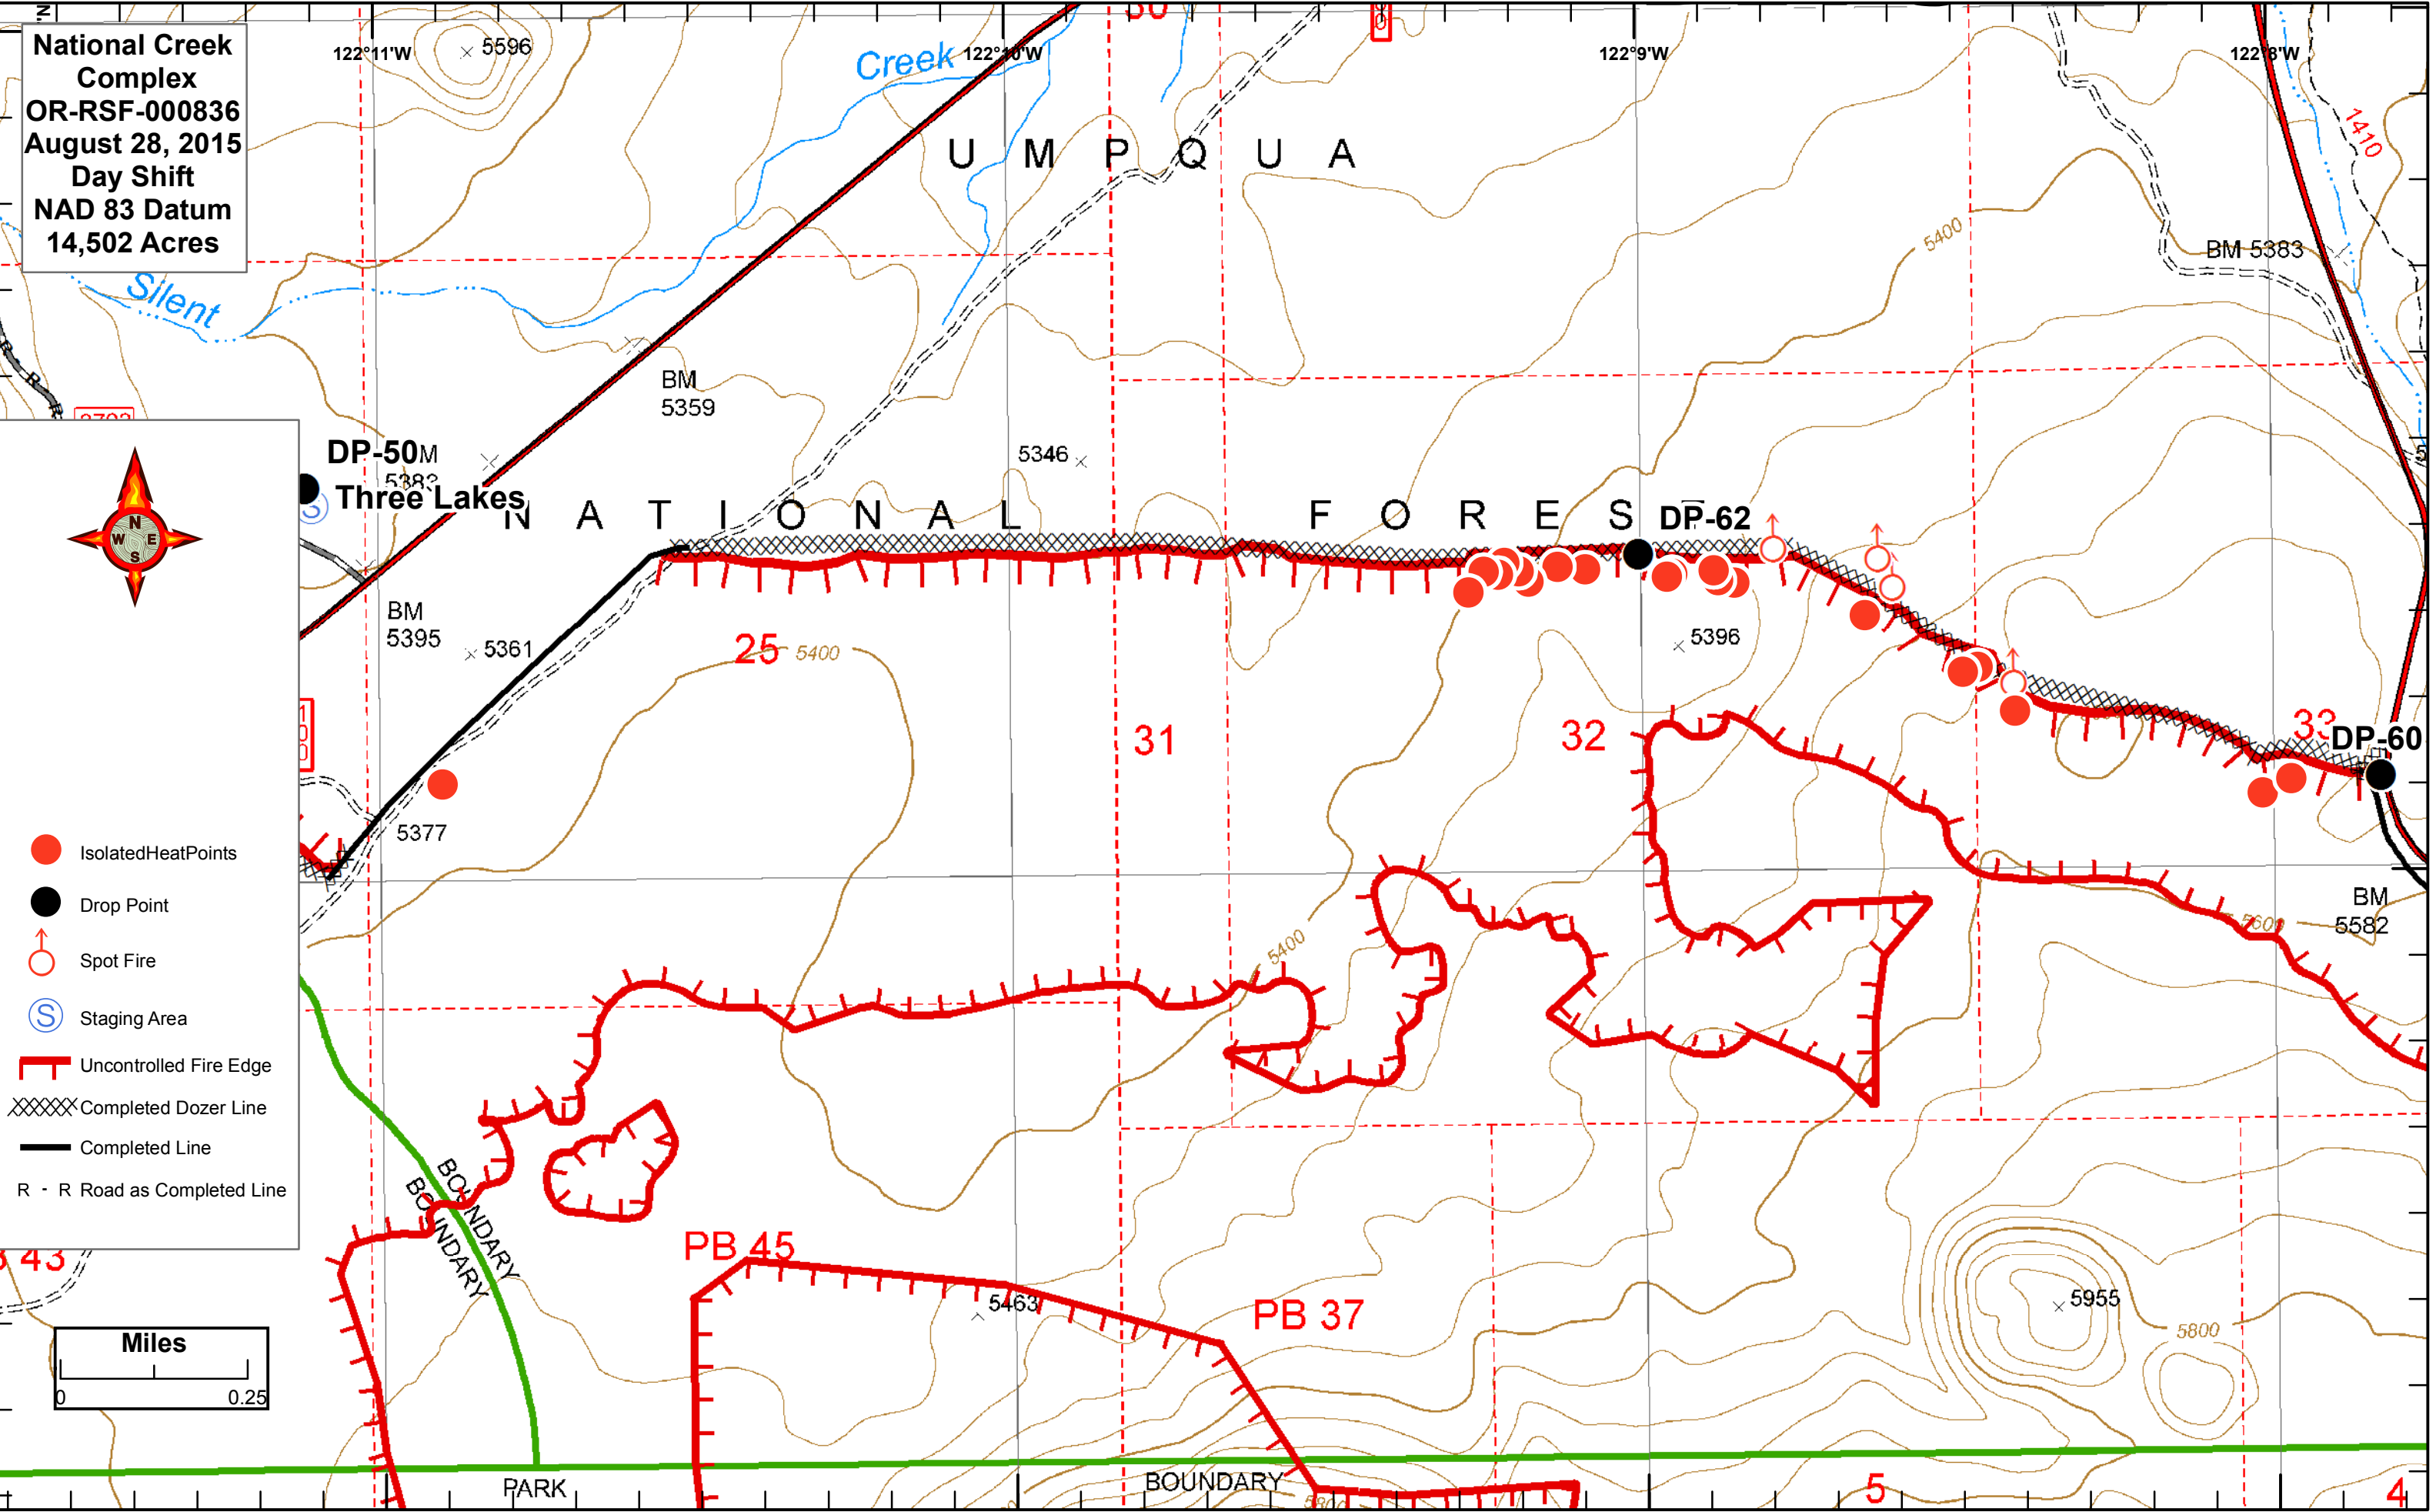 National Creek
Complex
OR-RSF-000836
August 28, 2015
Day Shift
NAD 83 Datum
14,502 Acres
122°11'W
122°10'W
122°9'W
122°8'W
5596
Creek
Silent
U M P Q U A
1410
5400
BM 5383
BM
5359
5346
DP-50
5383
Three Lakes
N A T I O N A L F O R E S
DP-62
BM
5395
5361
25
5400
5396
31
32
33
DP-60
100
5377
N
W E
S
IsolatedHeatPoints
Drop Point
Spot Fire
S Staging Area
Uncontrolled Fire Edge
Completed Dozer Line
Completed Line
R - R Road as Completed Line
5400
5600
BM
5582
BOUNDARY
BOUNDARY
43
PB 45
5463
PB 37
5955
5800
Miles
0 0.25
PARK
BOUNDARY
5800
5
4